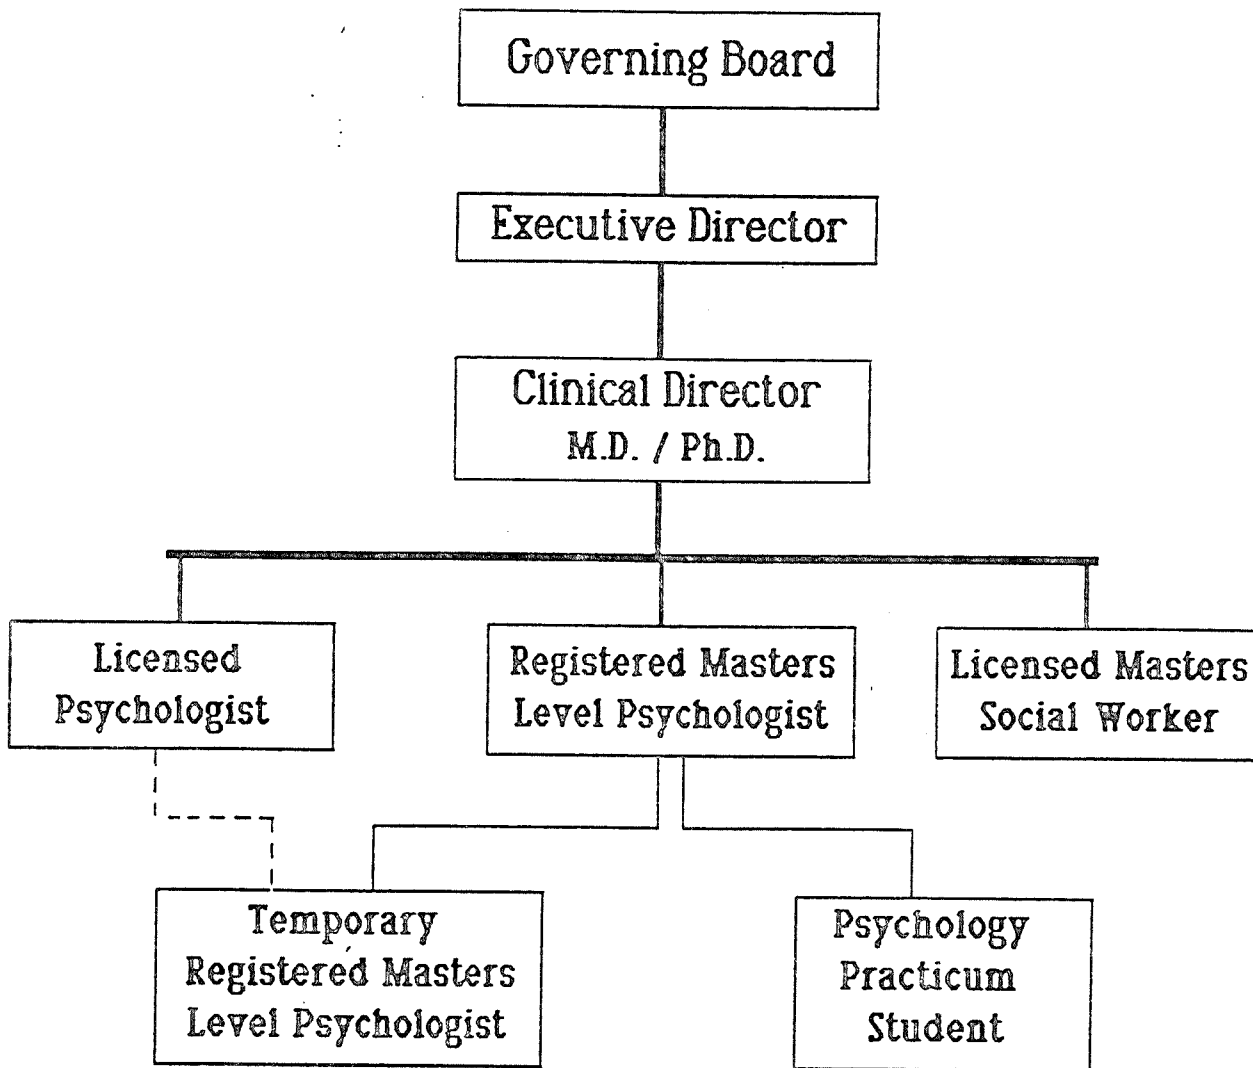 Governing Board
Executive Director
Clinical Director
M.D. / Ph.D.
Licensed
Psychologist
Registered Masters
Level Psychologist
Licensed Masters
Social Worker
Temporary
Registered Masters
Level Psychologist
Psychology
Practicum
Student